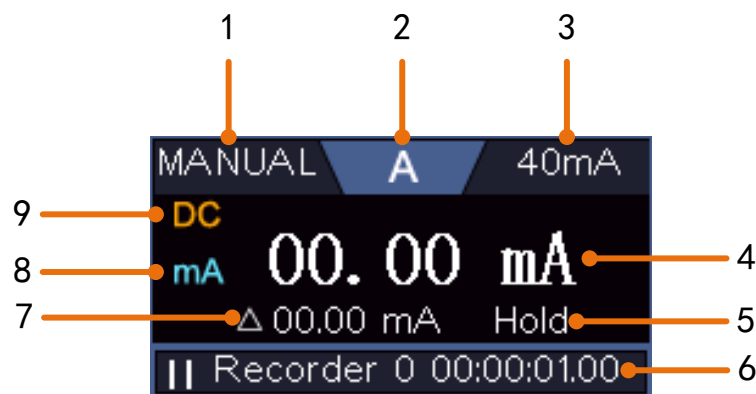 1 2 3
MANUAL A 40mA
9 DC
8 mA 00.00 mA 4
7 △ 00.00 mA Hold 5
|| Recorder 0 00:00:01.00 6